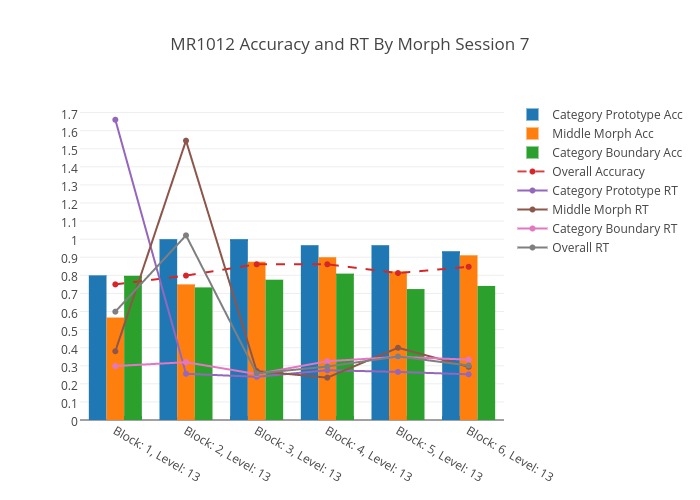 MR1012 Accuracy and RT By Morph Session 7
1.7
1.6
1.5
1.4
1.3
1.2
1.1
1
0.9
0.8
0.7
0.6
0.5
0.4
0.3
0.2
0.1
0
Block: 1, Level: 13
Block: 2, Level: 13
Block: 3, Level: 13
Block: 4, Level: 13
Block: 5, Level: 13
Block: 6, Level: 13
Category Prototype Acc
Middle Morph Acc
Category Boundary Acc
Overall Accuracy
Category Prototype RT
Middle Morph RT
Category Boundary RT
Overall RT